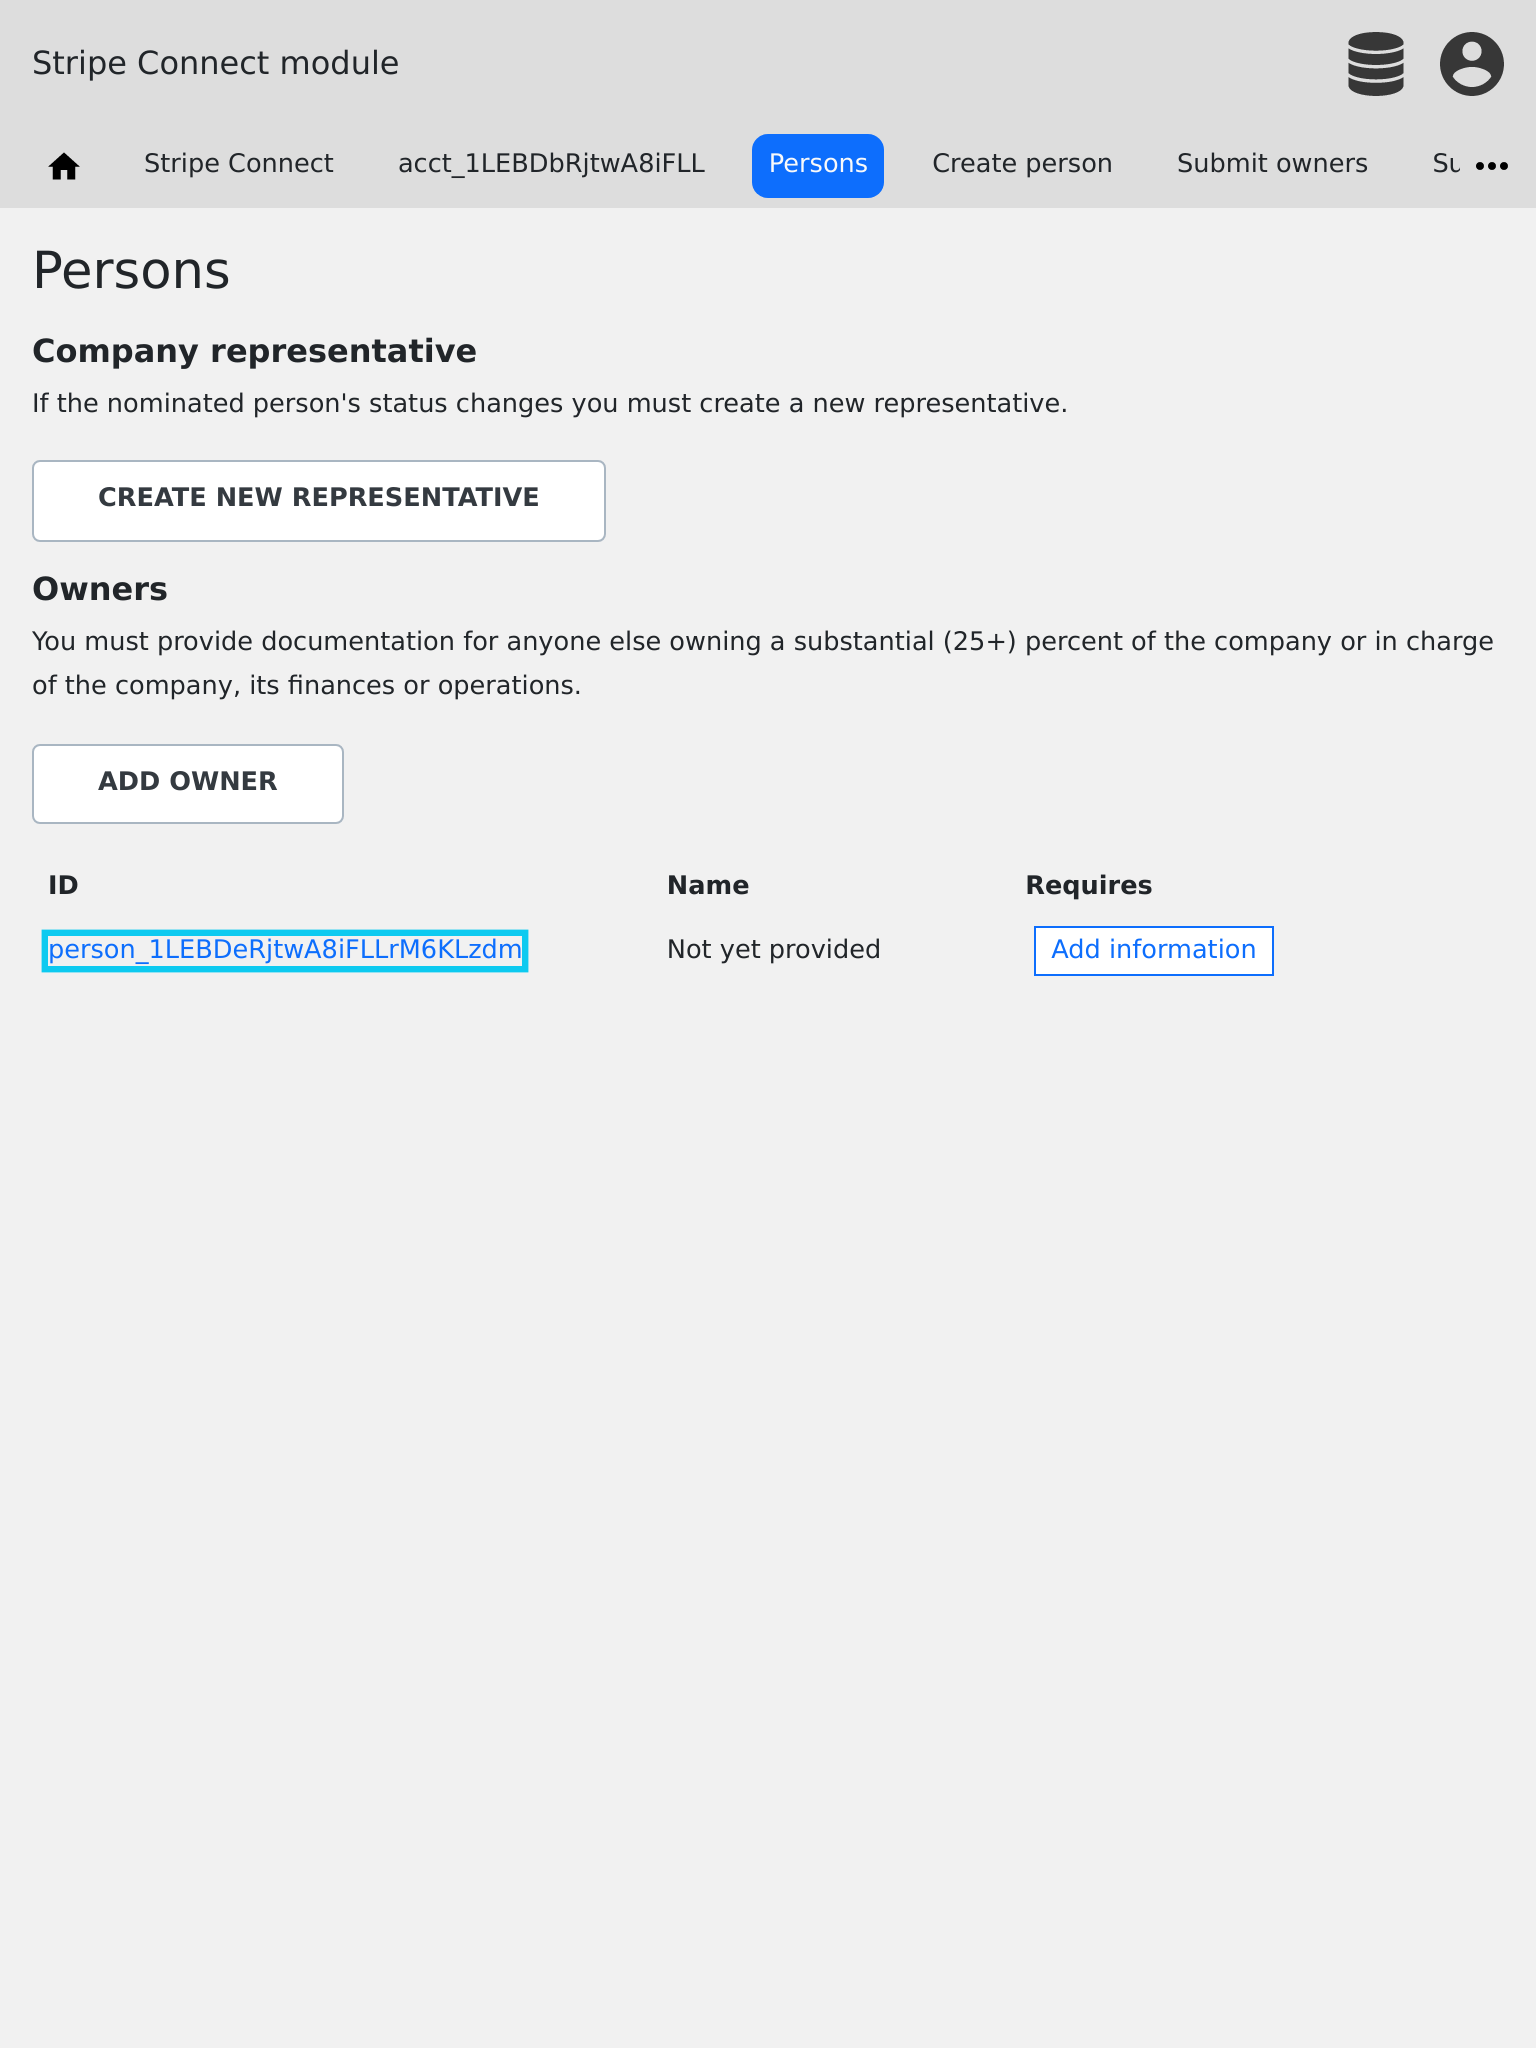 Stripe Connect module
Stripe Connect acct_1LEBDbRjtwA8iFLL Persons Create person Submit owners
Persons
Company representative
If the nominated person's status changes you must create a new representative.
CREATE NEW REPRESENTATIVE
Owners
You must provide documentation for anyone else owning a substantial (25+) percent of the company or in charge
of the company, its finances or operations.
ADD OWNER
ID Name Requires
person_1LEBDeRjtwA8iFLLrM6KLzdm Not yet provided Add information